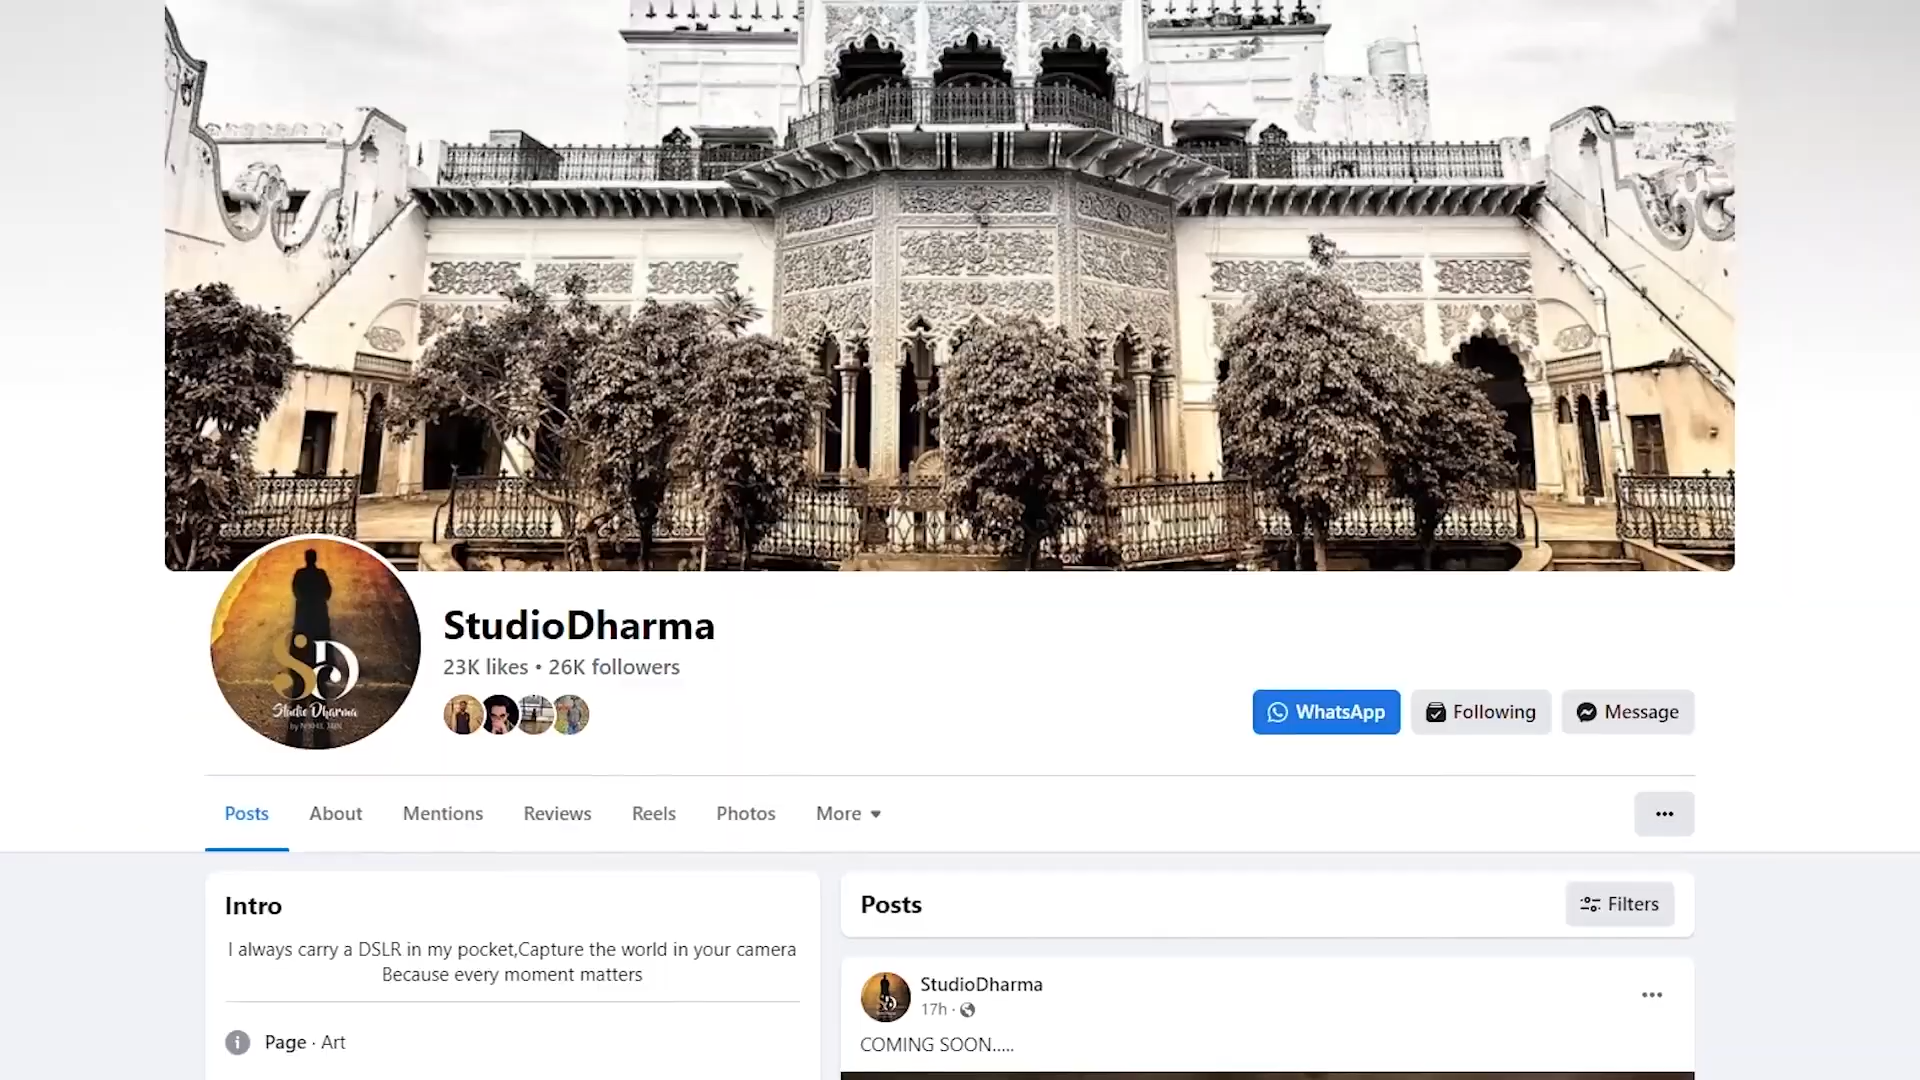 SD
Studio Dharma
StudioDharma
23K likes • 26K followers
WhatsApp
Following
Message
Posts
About
Mentions
Reviews
Reels
Photos
More
Intro
I always carry a DSLR in my pocket,Capture the world in your camera
Because every moment matters
Page · Art
Posts
Filters
StudioDharma
17h ·
COMING SOON.....